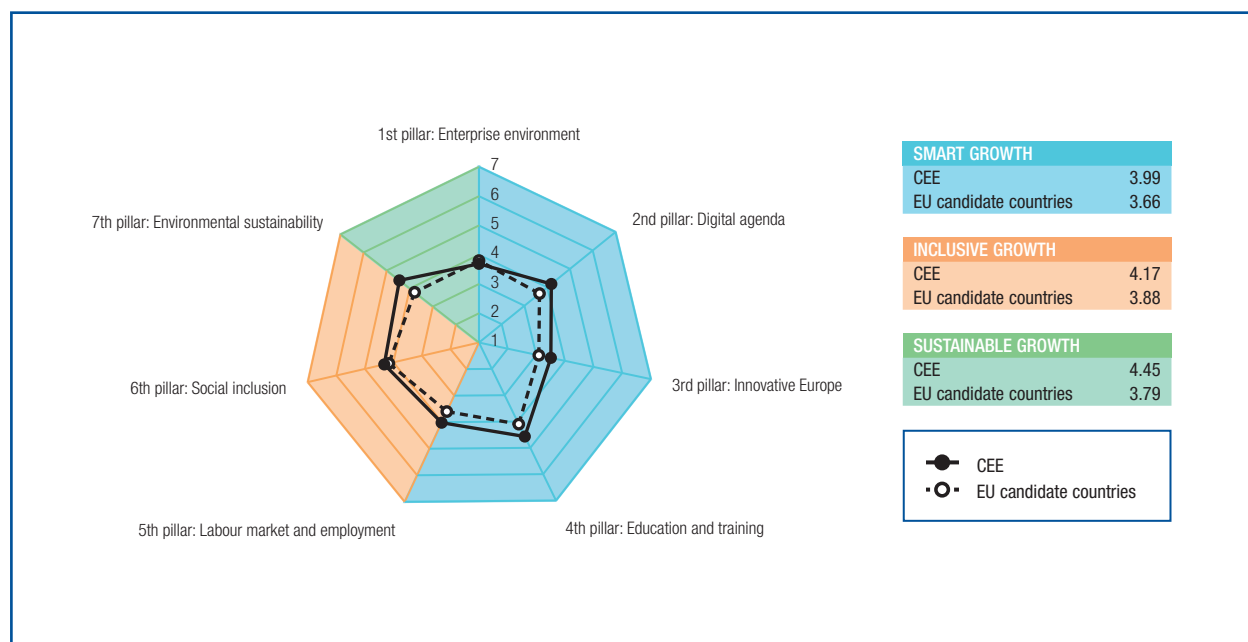 1st pillar: Enterprise environment
7
6
5
4
3
2
1
2nd pillar: Digital agenda
3rd pillar: Innovative Europe
4th pillar: Education and training
5th pillar: Labour market and employment
6th pillar: Social inclusion
7th pillar: Environmental sustainability
SMART GROWTH
CEE 3.99
EU candidate countries 3.66
INCLUSIVE GROWTH
CEE 4.17
EU candidate countries 3.88
SUSTAINABLE GROWTH
CEE 4.45
EU candidate countries 3.79
CEE
EU candidate countries